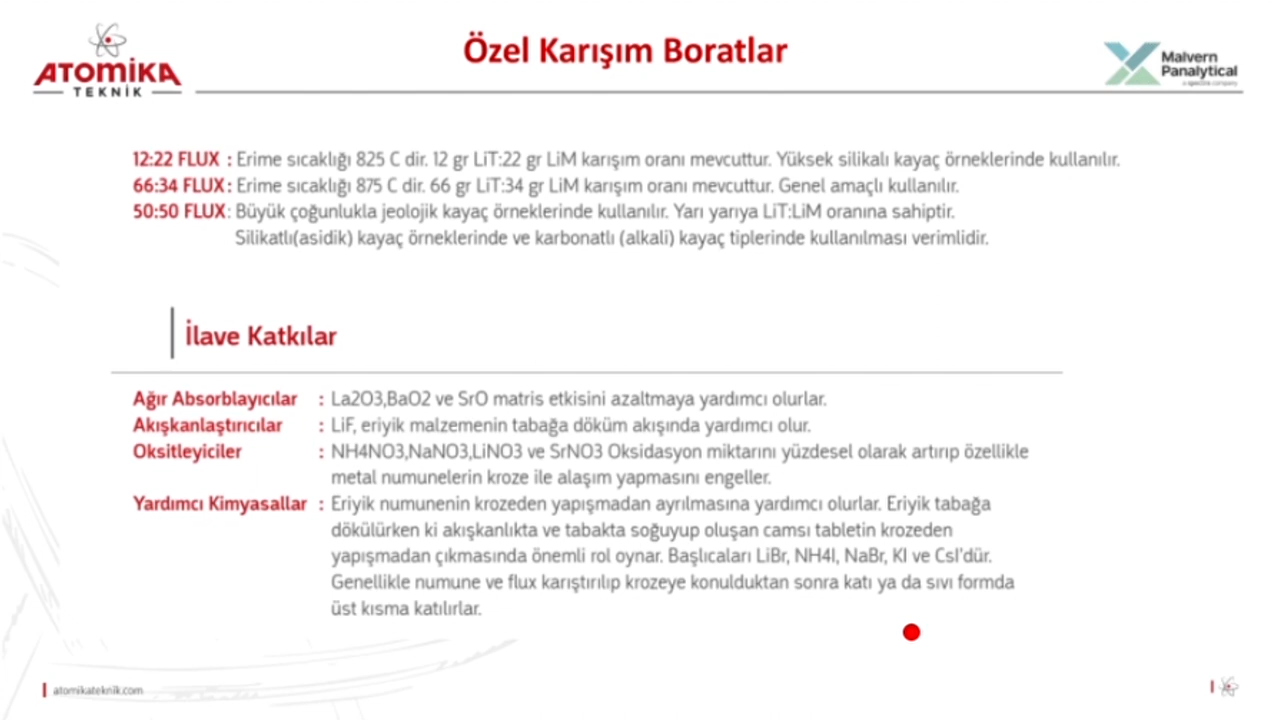 ATOMİKA
TEKNİK
Özel Karışım Boratlar
Malvern
Panalytical
a spectris company
12:22 FLUX : Erime sıcaklığı 825 C dir. 12 gr LiT:22 gr LiM karışım oranı mevcuttur. Yüksek silikalı kayaç örneklerinde kullanılır.
66:34 FLUX : Erime sıcaklığı 875 C dir. 66 gr LiT:34 gr LiM karışım oranı mevcuttur. Genel amaçlı kullanılır.
50:50 FLUX : Büyük çoğunlukla jeolojik kayaç örneklerinde kullanılır. Yarı yarıya LiT:LiM oranına sahiptir.
Silikatlı(asidik) kayaç örneklerinde ve karbonatlı (alkali) kayaç tiplerinde kullanılması verimlidir.
İlave Katkılar
Ağır Absorblayıcılar : La2O3,BaO2 ve SrO matris etkisini azaltmaya yardımcı olurlar.
Akışkanlaştırıcılar : LiF, eriyik malzemenin tabağa döküm akışında yardımcı olur.
Oksitleyiciler : NH4NO3,NaNO3,LiNO3 ve SrNO3 Oksidasyon miktarını yüzdesel olarak artırıp özellikle
metal numunelerin kroze ile alaşım yapmasını engeller.
Yardımcı Kimyasallar : Eriyik numunenin krozeden yapışmadan ayrılmasına yardımcı olurlar. Eriyik tabağa
dökülürken ki akışkanlıkta ve tabakta soğuyup oluşan camsı tabletin krozeden
yapışmadan çıkmasında önemli rol oynar. Başlıcaları LiBr, NH4I, NaBr, KI ve CsI'dür.
Genellikle numune ve flux karıştırılıp krozeye konulduktan sonra katı ya da sıvı formda
üst kısma katılırlar.
atomikateknik.com